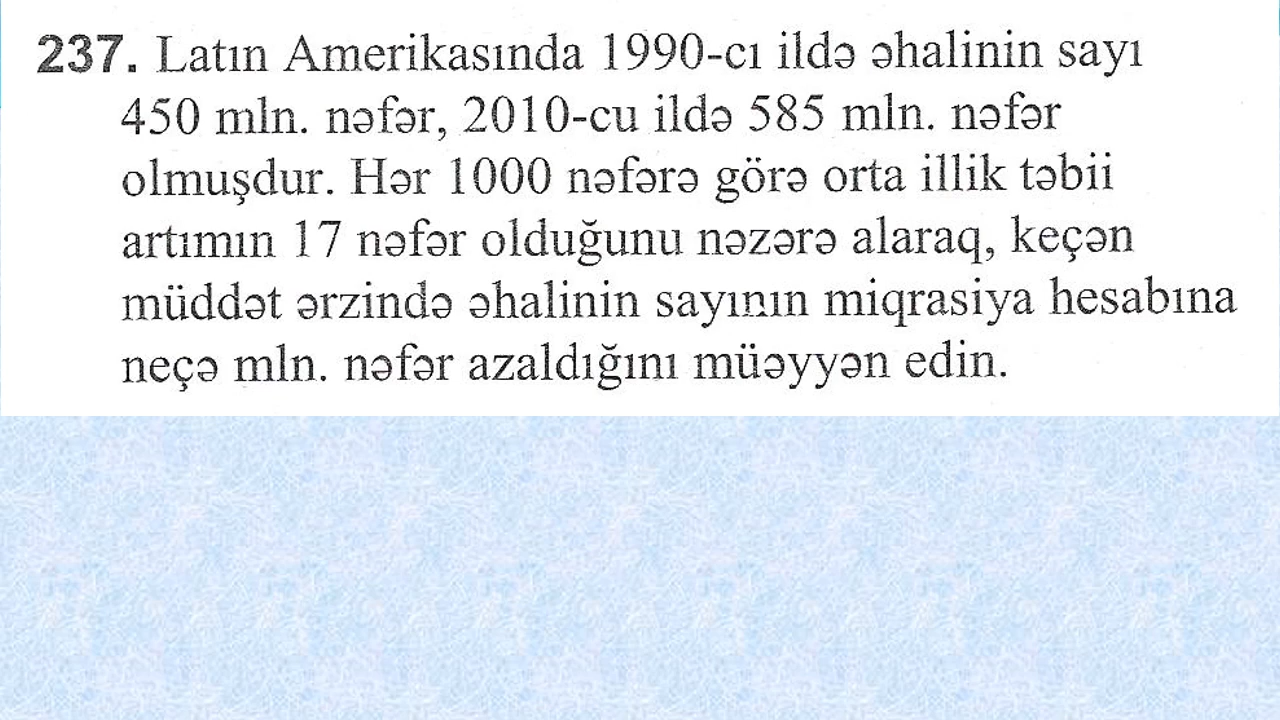 237. Latın Amerikasında 1990-cı ildə əhalinin sayı
450 mln. nəfər, 2010-cu ildə 585 mln. nəfər
olmuşdur. Hər 1000 nəfərə görə orta illik təbii
artımın 17 nəfər olduğunu nəzərə alaraq, keçən
müddət ərzində əhalinin sayının miqrasiya hesabına
neçə mln. nəfər azaldığını müəyyən edin.